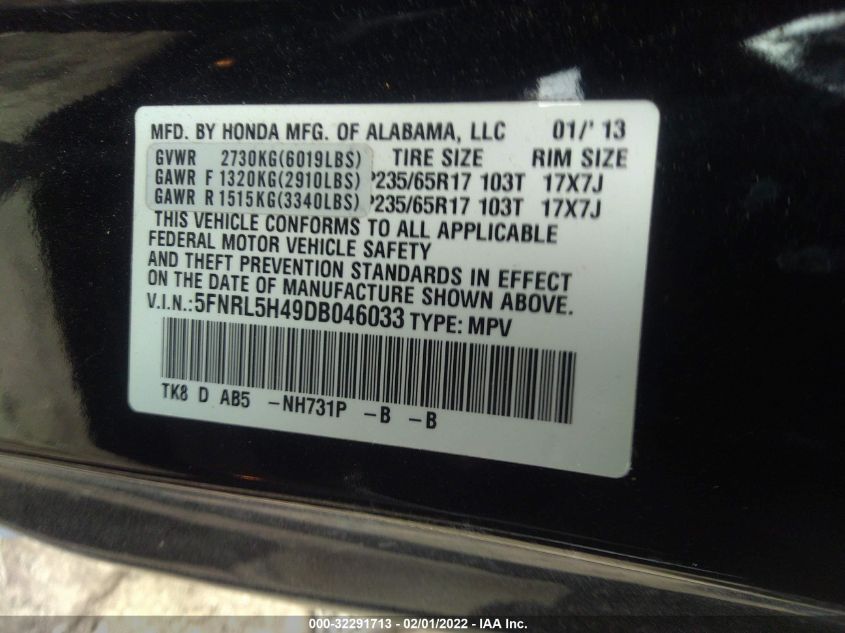 MFD. BY HONDA MFG. OF ALABAMA, LLC 01/' 13
GVWR 2730KG(6019LBS) TIRE SIZE RIM SIZE
GAWR F 1320KG(2910LBS) P235/65R17 103T 17X7J
GAWR R 1515KG(3340LBS) P235/65R17 103T 17X7J
THIS VEHICLE CONFORMS TO ALL APPLICABLE
FEDERAL MOTOR VEHICLE SAFETY
AND THEFT PREVENTION STANDARDS IN EFFECT
ON THE DATE OF MANUFACTURE SHOWN ABOVE.
V.I.N.:5FNRL5H49DB046033 TYPE: MPV
TK8 D AB5 -NH731P -B -B
000-32291713 - 02/01/2022 - IAA Inc.